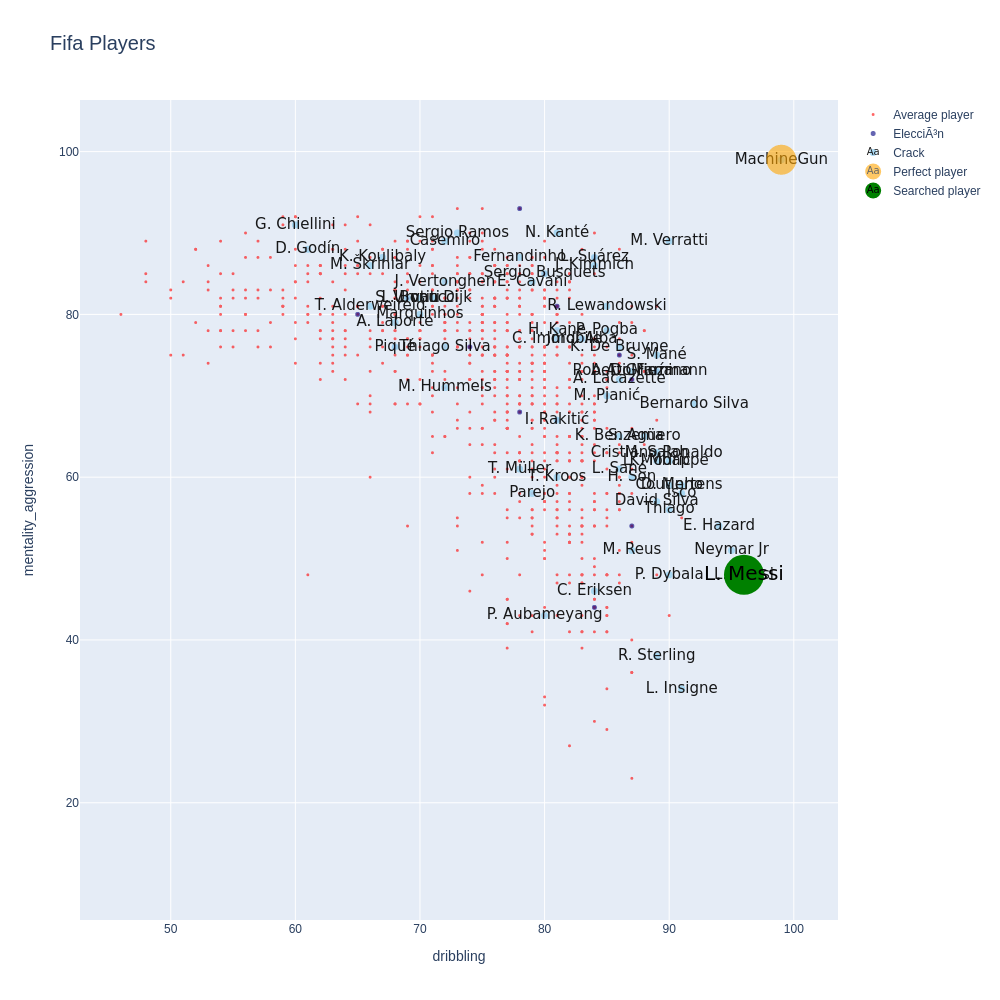 Fifa Players
Average player
ElecciÃ³n
Aa Crack
Aa Perfect player
Aa Searched player
MachineGun
G. Chiellini
Sergio Ramos
N. Kanté
Casemiro
M. Verratti
D. Godín
K. Koulibaly
Fernandinho
Suárez
M. Škriniar
J. Kimmich
Sergio Busquets
J. Vertonghen
E. Cavani
T. Alderweireld
R. Lewandowski
Marquinhos
A. Laporte
H. Kane
P. Pogba
Piqué
Thiago Silva
K. De Bruyne
S. Mané
A. Lacazette
M. Hummels
M. Pjanić
Bernardo Silva
I. Rakitić
K. Benzema
S. Agüero
Cristiano Ronaldo
T. Müller
L. Sané
T. Kroos
H. Son
Parejo
Isco
David Silva
Thiago
E. Hazard
M. Reus
Neymar Jr
P. Dybala
L. Messi
C. Eriksen
P. Aubameyang
R. Sterling
L. Insigne
100
80
60
40
20
mentality_aggression
50 60 70 80 90 100
dribbling